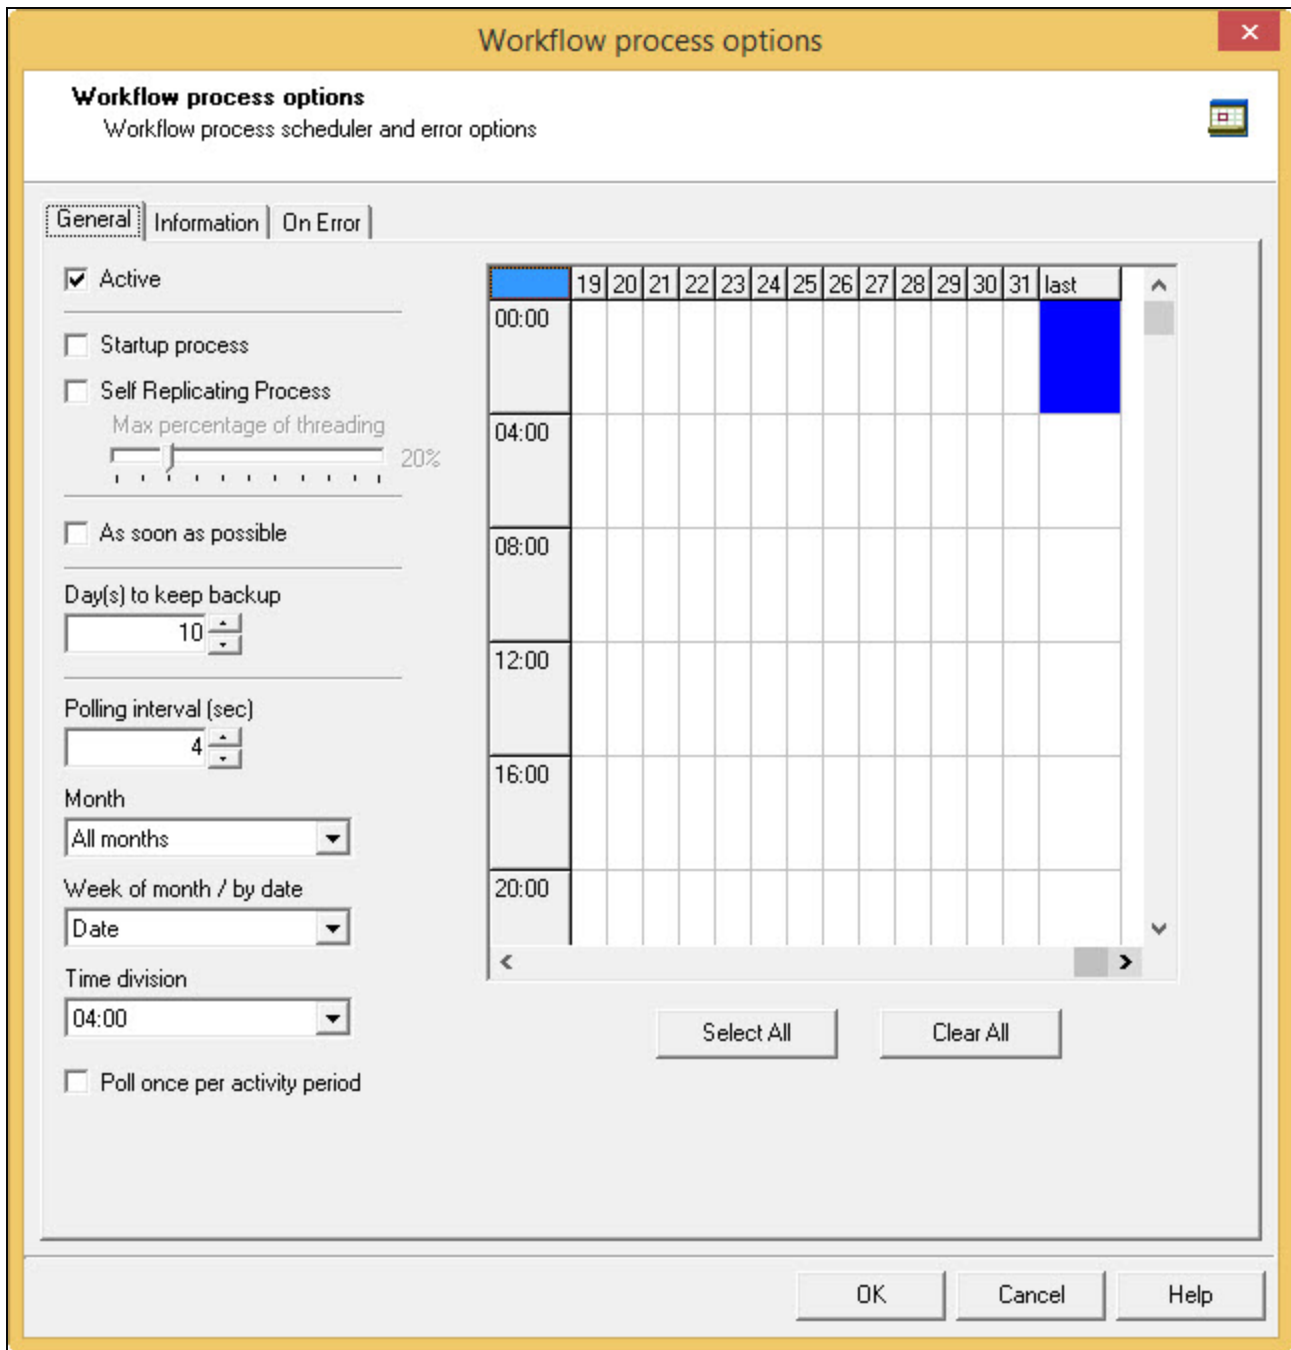 Workflow process options
Workflow process options
Workflow process scheduler and error options
General Information On Error
Active
Startup process
Self Replicating Process
Max percentage of threading
20%
As soon as possible
Day(s) to keep backup
10
Polling interval (sec)
4
Month
All months
Week of month / by date
Date
Time division
04:00
Poll once per activity period
19 20 21 22 23 24 25 26 27 28 29 30 31 last
00:00
04:00
08:00
12:00
16:00
20:00
Select All Clear All
OK Cancel Help